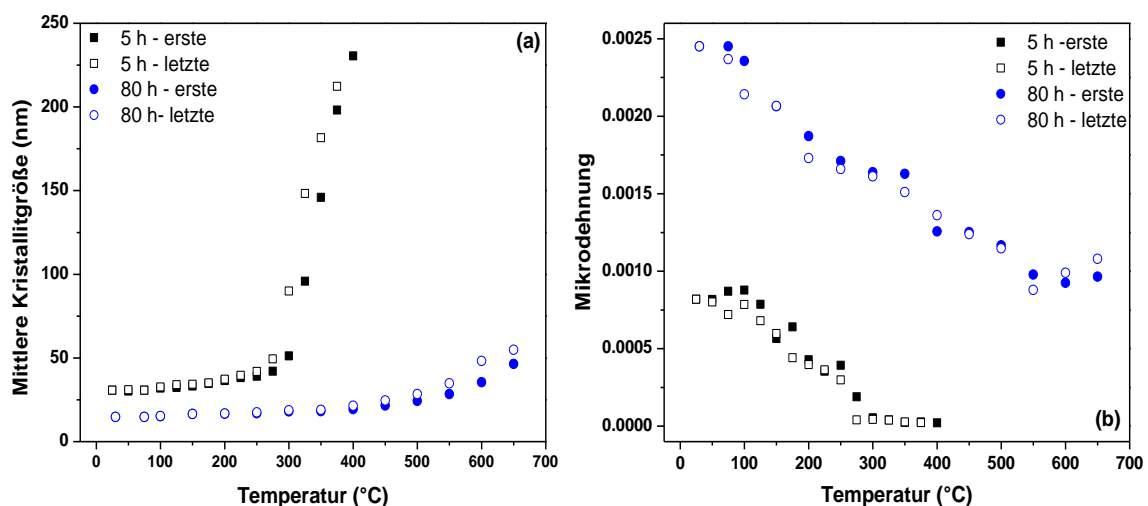 250
200
150
100
50
0
0
100
200
300
400
500
600
700
Mittlere Kristallitgröße (nm)
Temperatur (°C)
5 h - erste
5 h - letzte
80 h - erste
80 h- letzte
(a)
0.0025
0.0020
0.0015
0.0010
0.0005
0.0000
0
100
200
300
400
500
600
700
Mikrodehnung
Temperatur (°C)
5 h -erste
5 h - letzte
80 h - erste
80 h - letzte
(b)